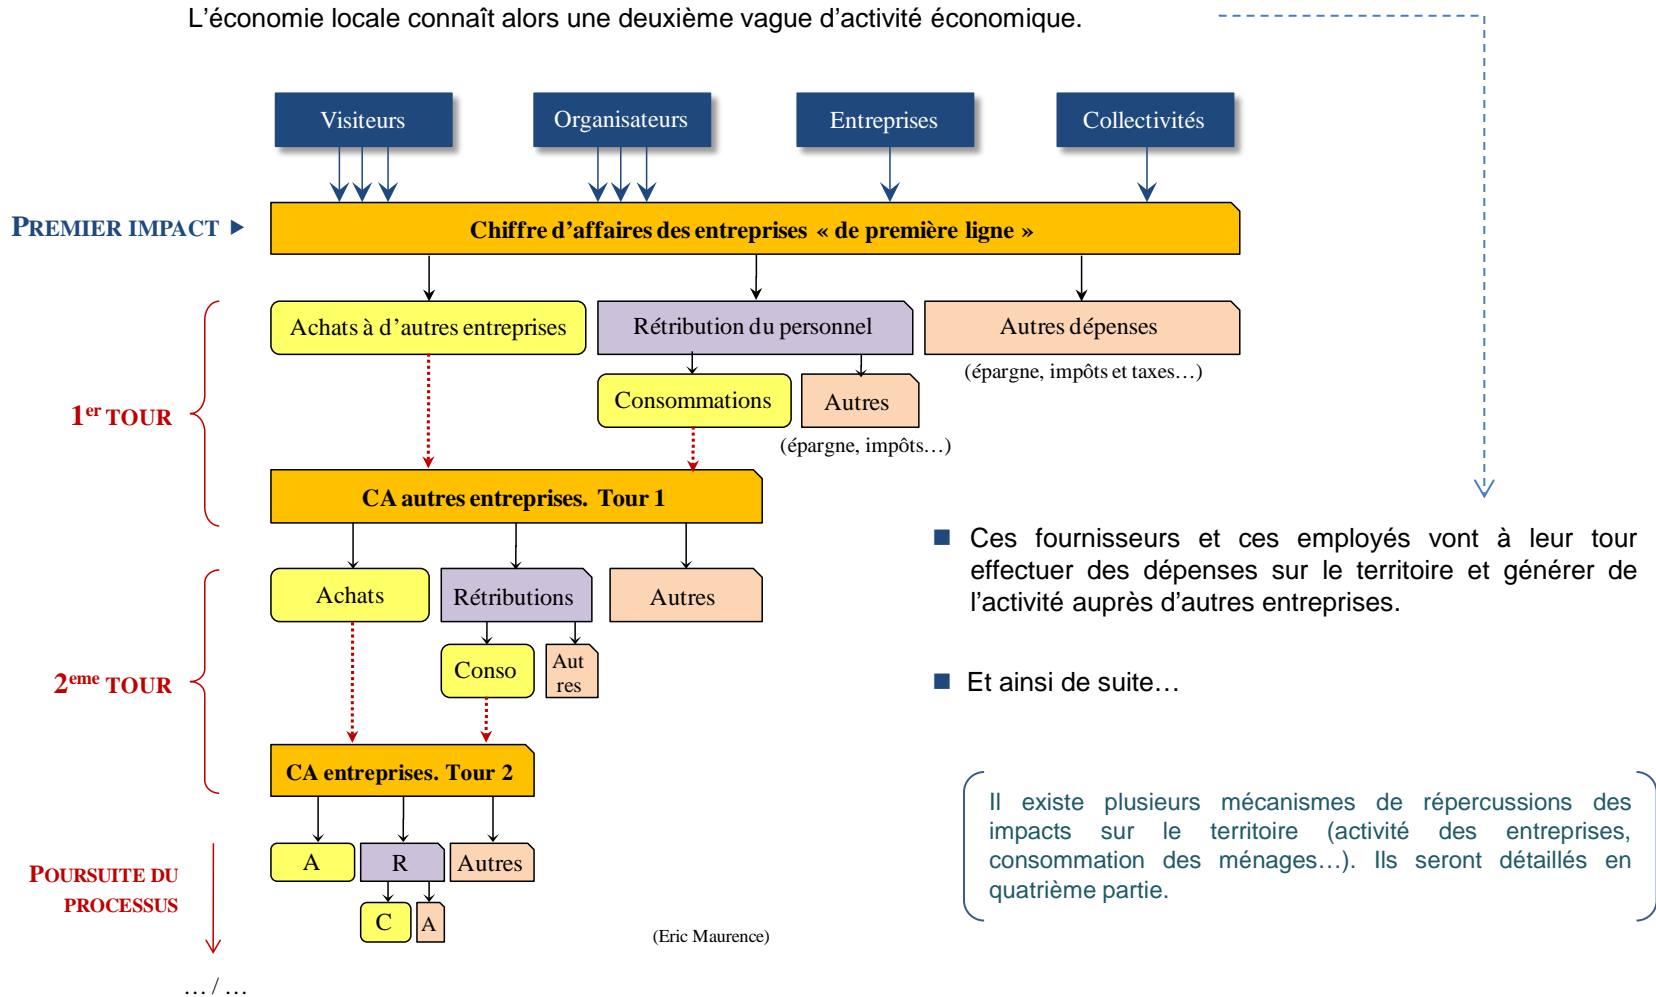 L’économie locale connaît alors une deuxième vague d’activité économique.
Visiteurs
Organisateurs
Entreprises
Collectivités
PREMIER IMPACT
Chiffre d’affaires des entreprises « de première ligne »
Achats à d’autres entreprises
Rétribution du personnel
Autres dépenses
(épargne, impôts et taxes…)
1er TOUR
Consommations
Autres
(épargne, impôts…)
CA autres entreprises. Tour 1
Achats
Rétributions
Autres
2eme TOUR
Conso
Aut
res
CA entreprises. Tour 2
A
R
Autres
POURSUITE DU
PROCESSUS
C
A
(Eric Maurence)
… / …
Ces fournisseurs et ces employés vont à leur tour
effectuer des dépenses sur le territoire et générer de
l’activité auprès d’autres entreprises.
Et ainsi de suite…
Il existe plusieurs mécanismes de répercussions des
impacts sur le territoire (activité des entreprises,
consommation des ménages…). Ils seront détaillés en
quatrième partie.